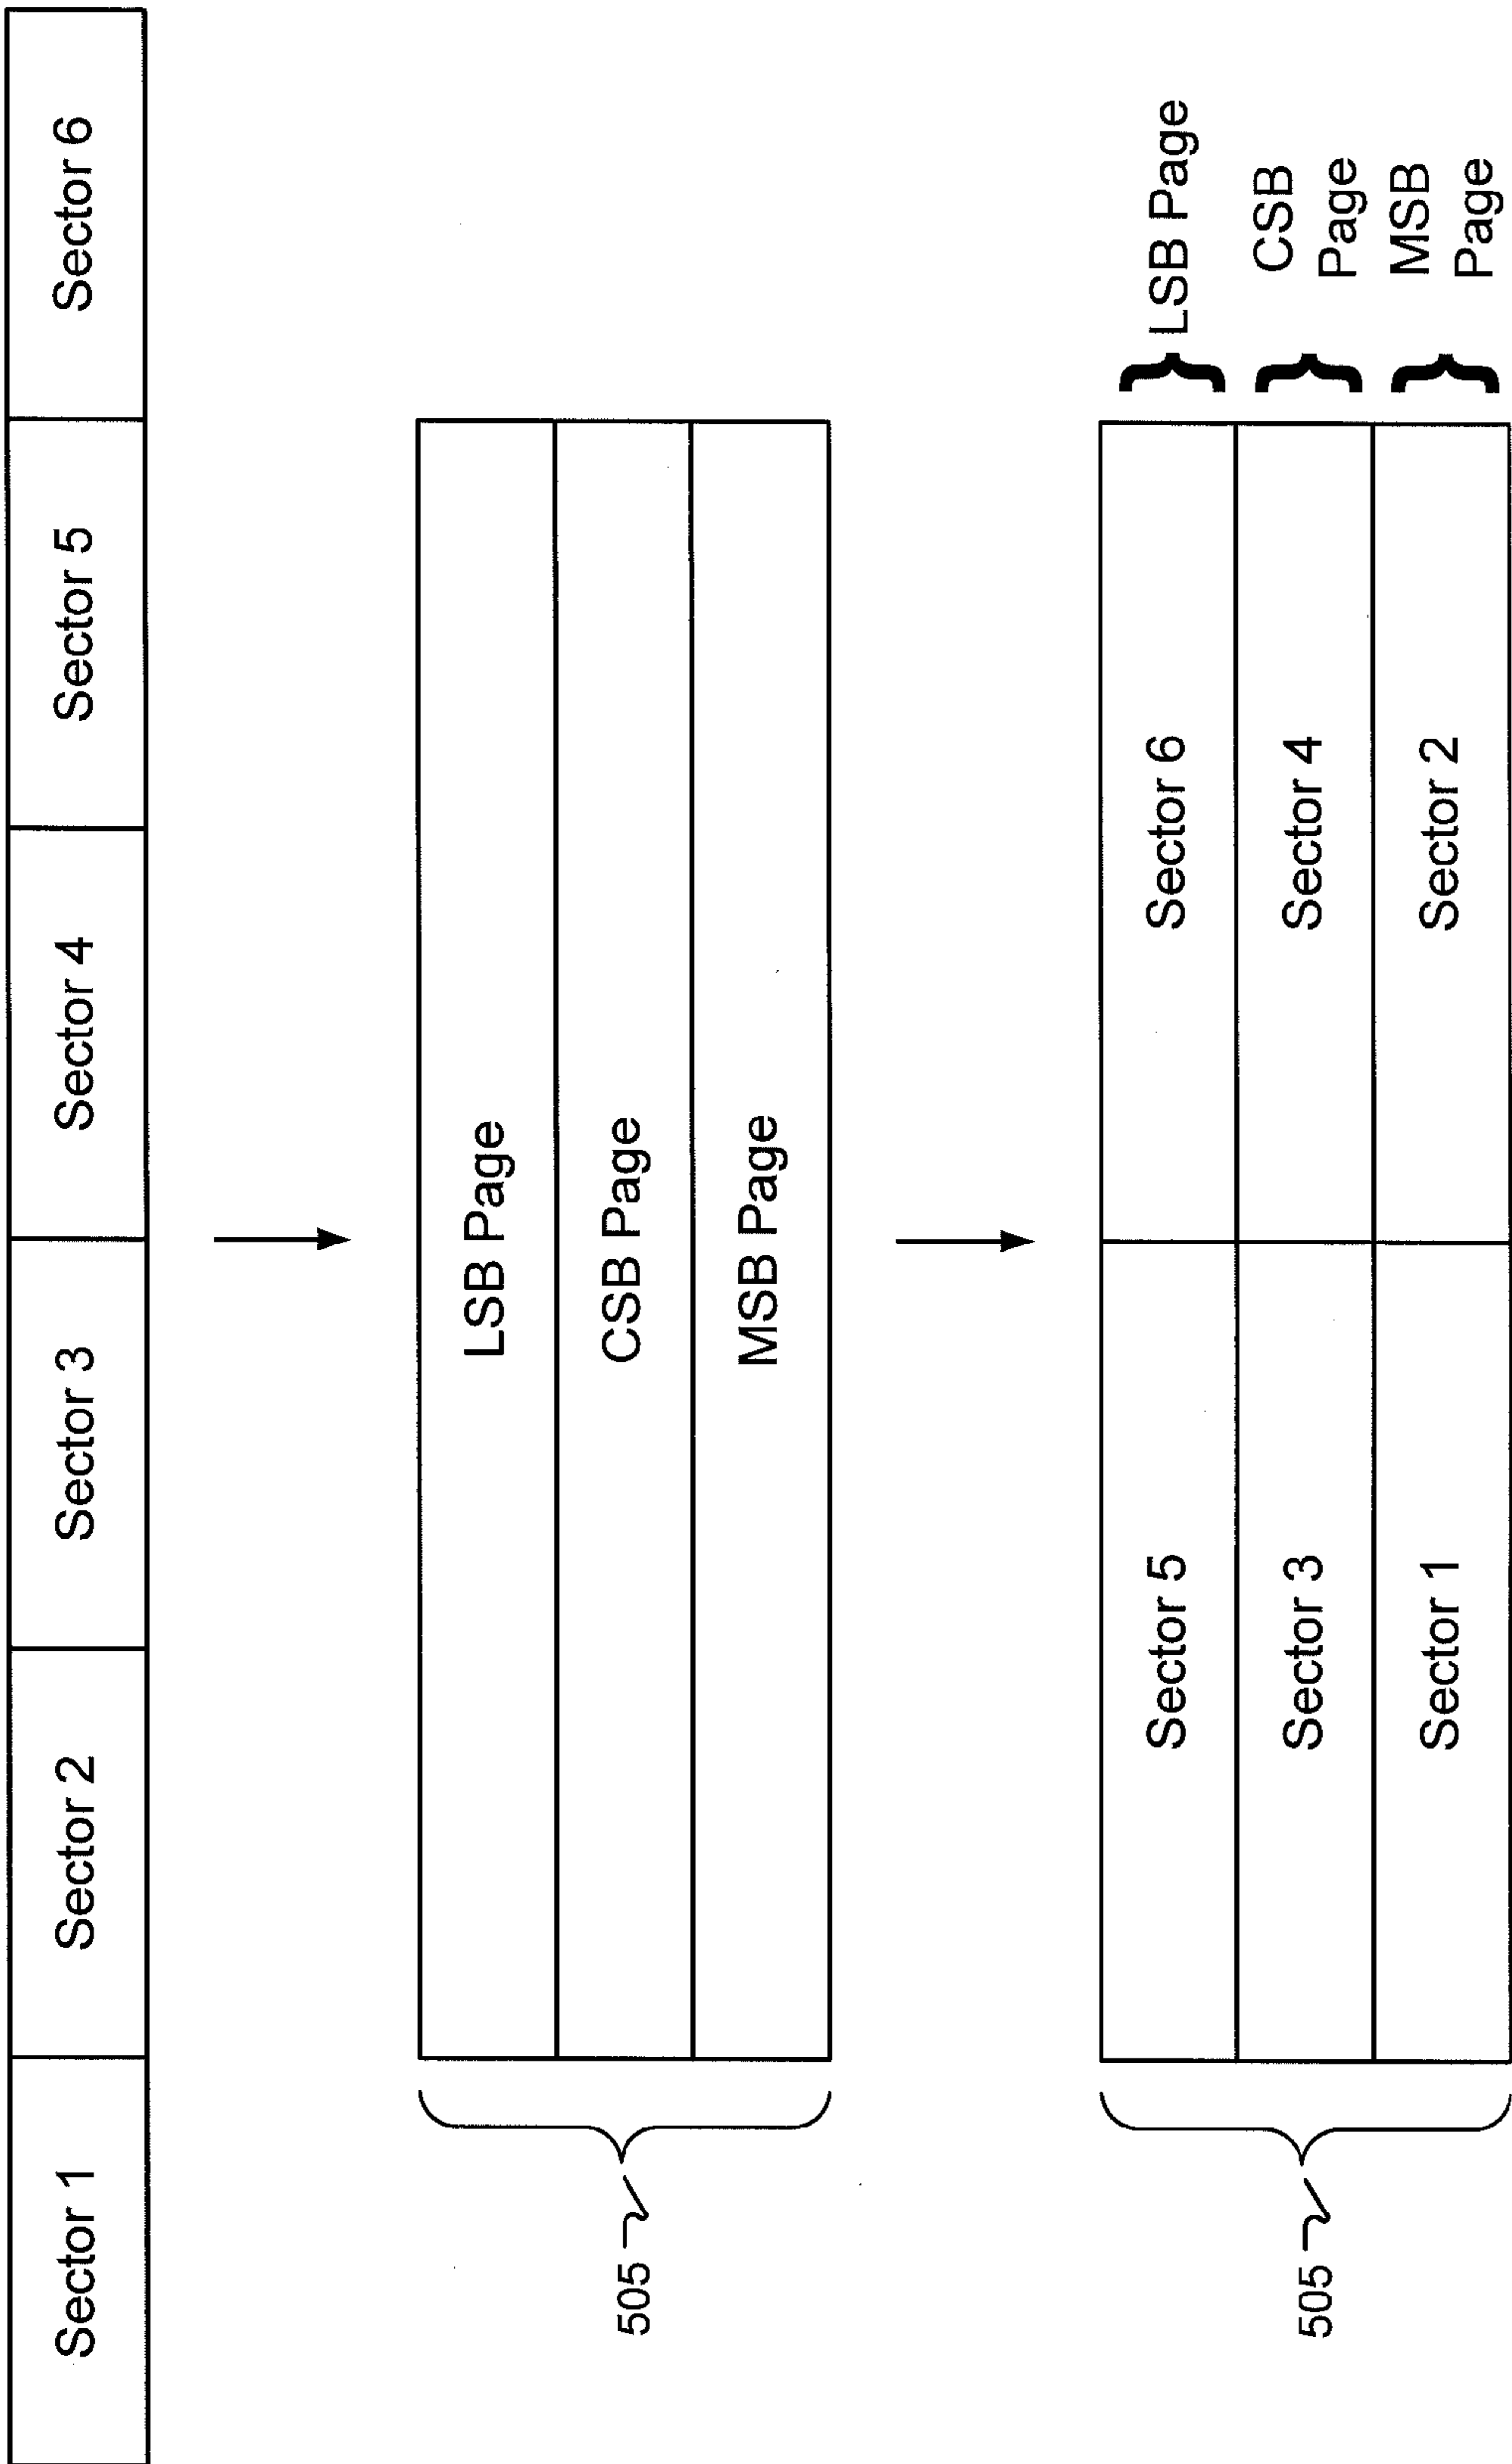 Sector 1
Sector 2
Sector 3
Sector 4
Sector 5
Sector 6
505
LSB Page
CSB Page
MSB Page
505
Sector 5
Sector 6
LSB Page
Sector 3
Sector 4
CSB
Page
Sector 1
Sector 2
MSB
Page